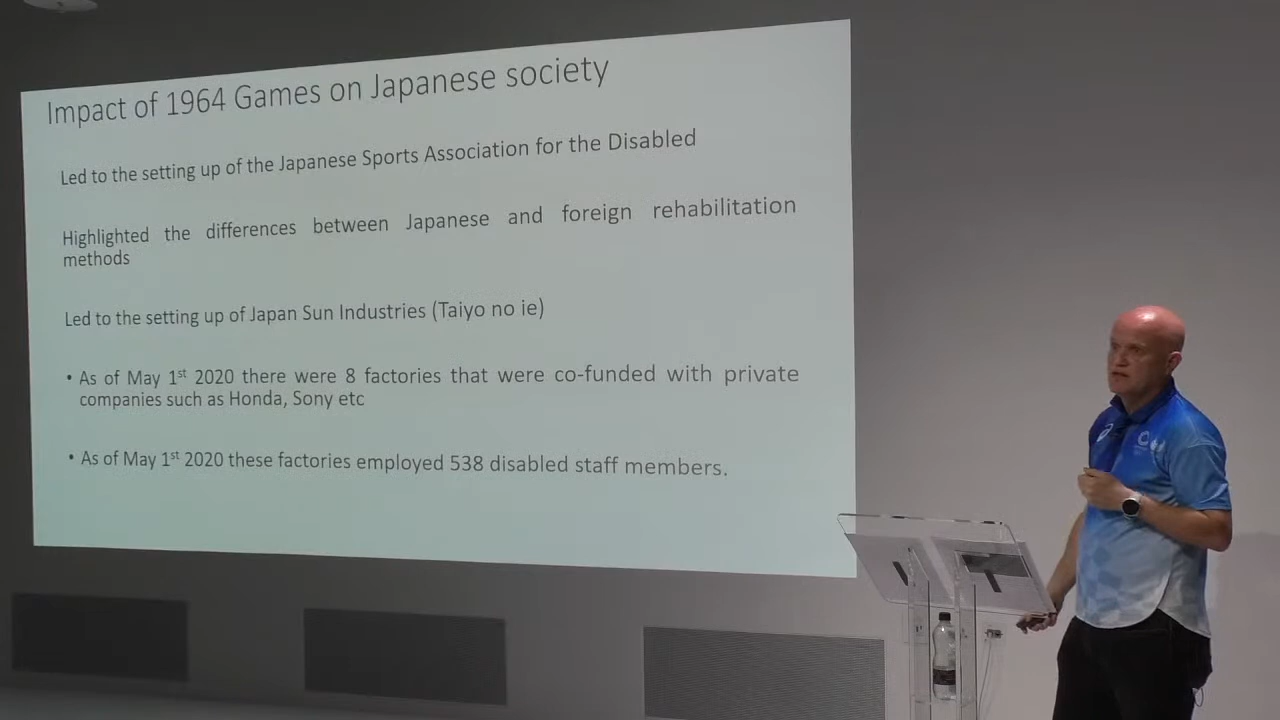 Impact of 1964 Games on Japanese society
Led to the setting up of the Japanese Sports Association for the Disabled
Highlighted the differences between Japanese and foreign rehabilitation
methods
Led to the setting up of Japan Sun Industries (Taiyo no ie)
• As of May 1st 2020 there were 8 factories that were co-funded with private
companies such as Honda, Sony etc
• As of May 1st 2020 these factories employed 538 disabled staff members.